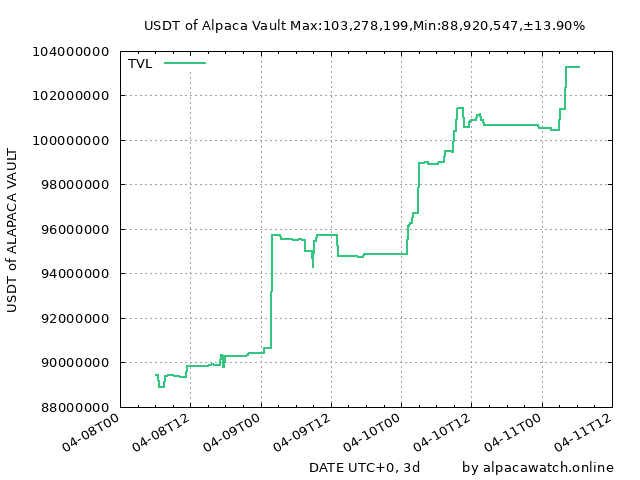 USDT of Alpaca Vault Max:103,278,199,Min:88,920,547,±13.90%
TVL
104000000
102000000
100000000
98000000
96000000
94000000
92000000
90000000
88000000
USDT of ALAPACA VAULT
04-08T00
04-08T12
04-09T00
04-09T12
04-10T00
04-10T12
04-11T00
04-11T12
DATE UTC+0, 3d
by alpacawatch.online